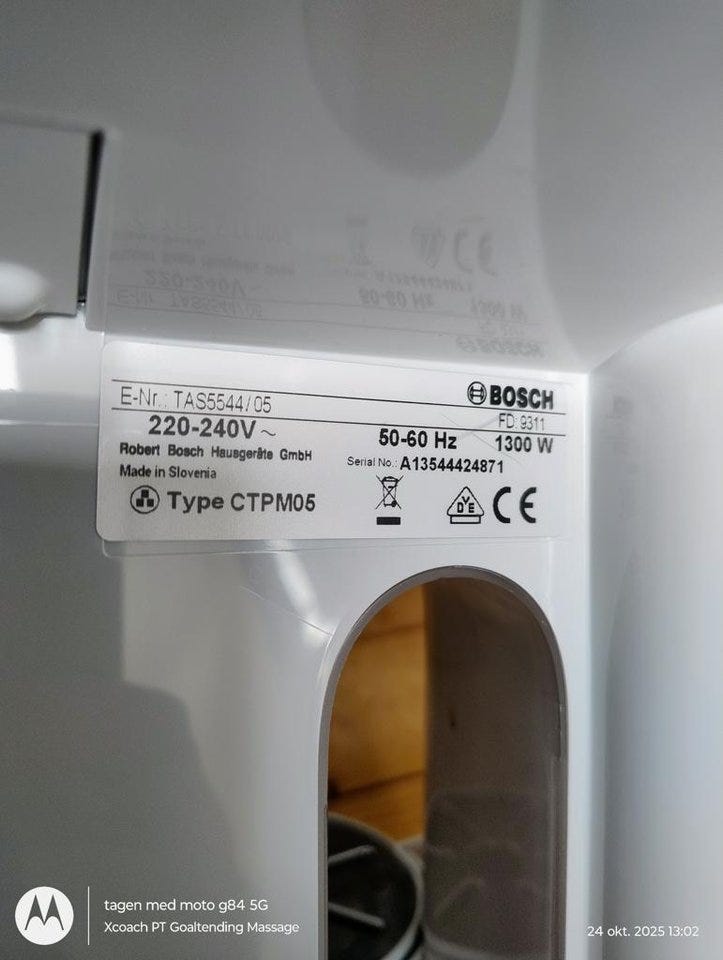 E-Nr.: TAS5544/05
BOSCH
FD: 9311
220-240V~
50-60 Hz
1300 W
Robert Bosch Hausgeräte GmbH
Serial No.: A13544424871
Made in Slovenia
Type CTPM05
VDE
CE
tagen med moto g84 5G
Xcoach PT Goaltending Massage
24 okt. 2025 13:02